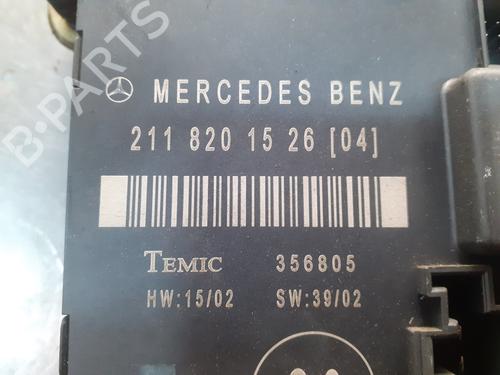 B-PARTS
MERCEDES BENZ
211 820 15 26 [04]
TEMIC 356805
HW:15/02 SW:39/02